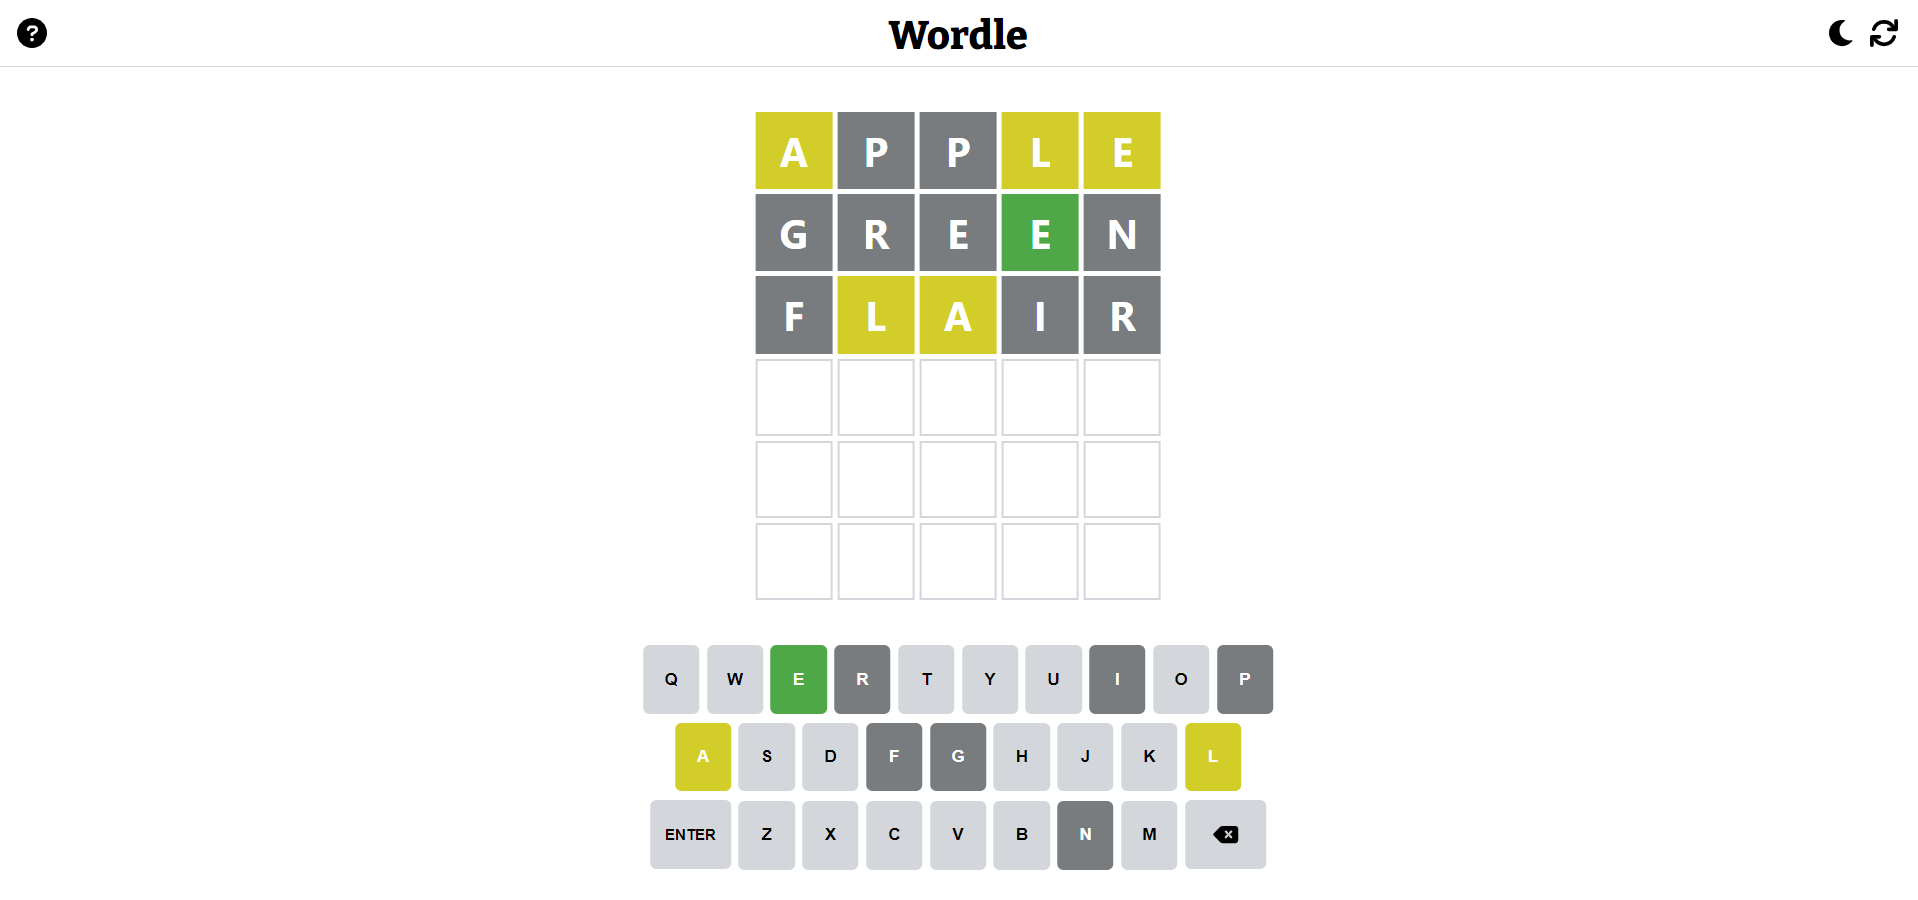 ?
Wordle
A P P L E
G R E E N
F L A I R
Q W E R T Y U I O P
A S D F G H J K L
ENTER Z X C V B N M